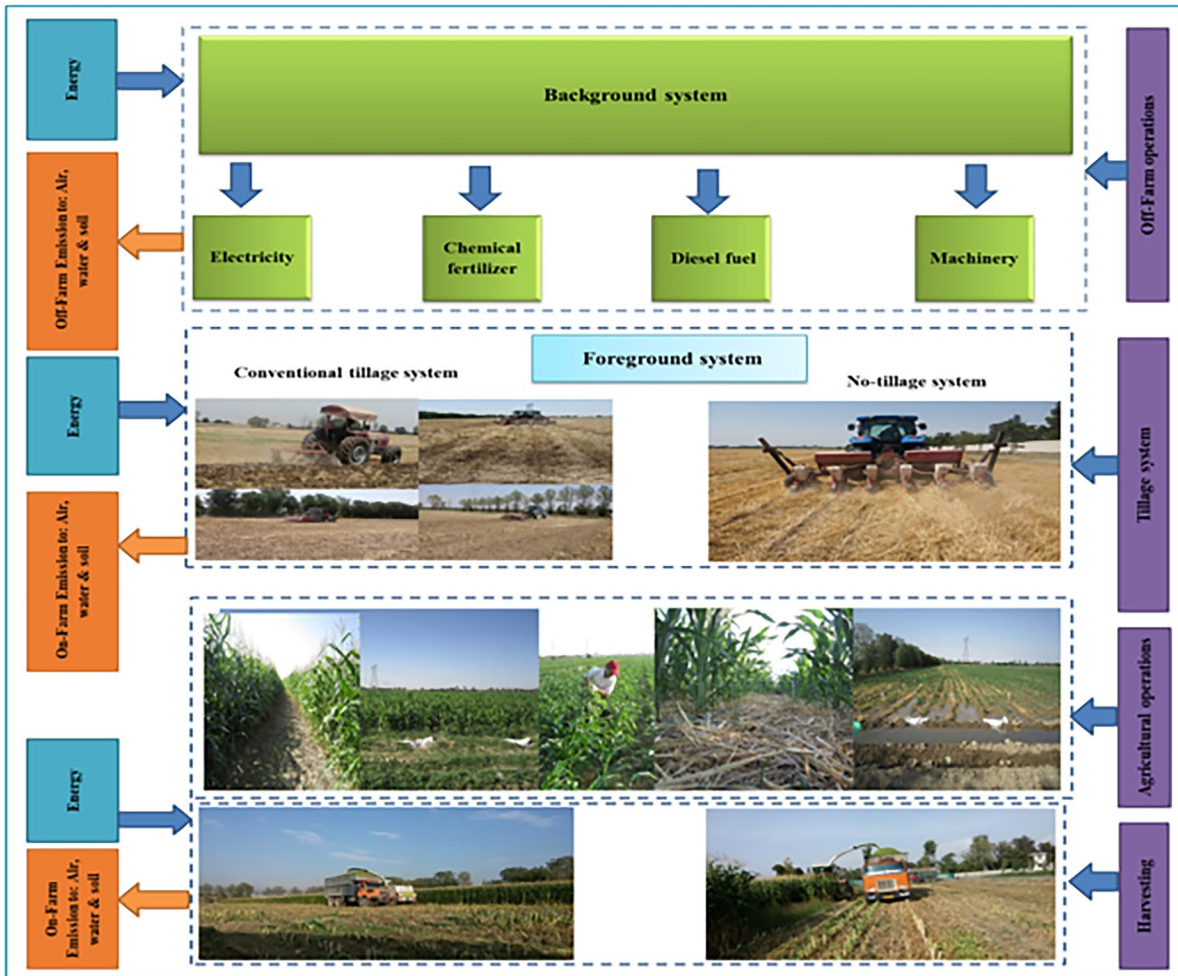 Energy
Background system
Off-Farm operations
Off-Farm Emission to: Air,
water & soil
Electricity
Chemical
fertilizer
Diesel fuel
Machinery
Foreground system
Conventional tillage system
No-tillage system
Energy
Tillage system
On-Farm Emission to: Air,
water & soil
Agricultural operations
Energy
Harvesting
On-Farm
Emission to: Air,
water & soil